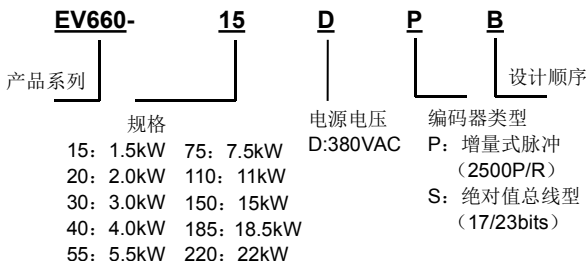 EV660- 15 D P B
产品系列
设计顺序
规格
15：1.5kW 75：7.5kW
20：2.0kW 110：11kW
30：3.0kW 150：15kW
40：4.0kW 185：18.5kW
55：5.5kW 220：22kW
电源电压
D:380VAC
编码器类型
P：增量式脉冲
（2500P/R）
S：绝对值总线型
（17/23bits）